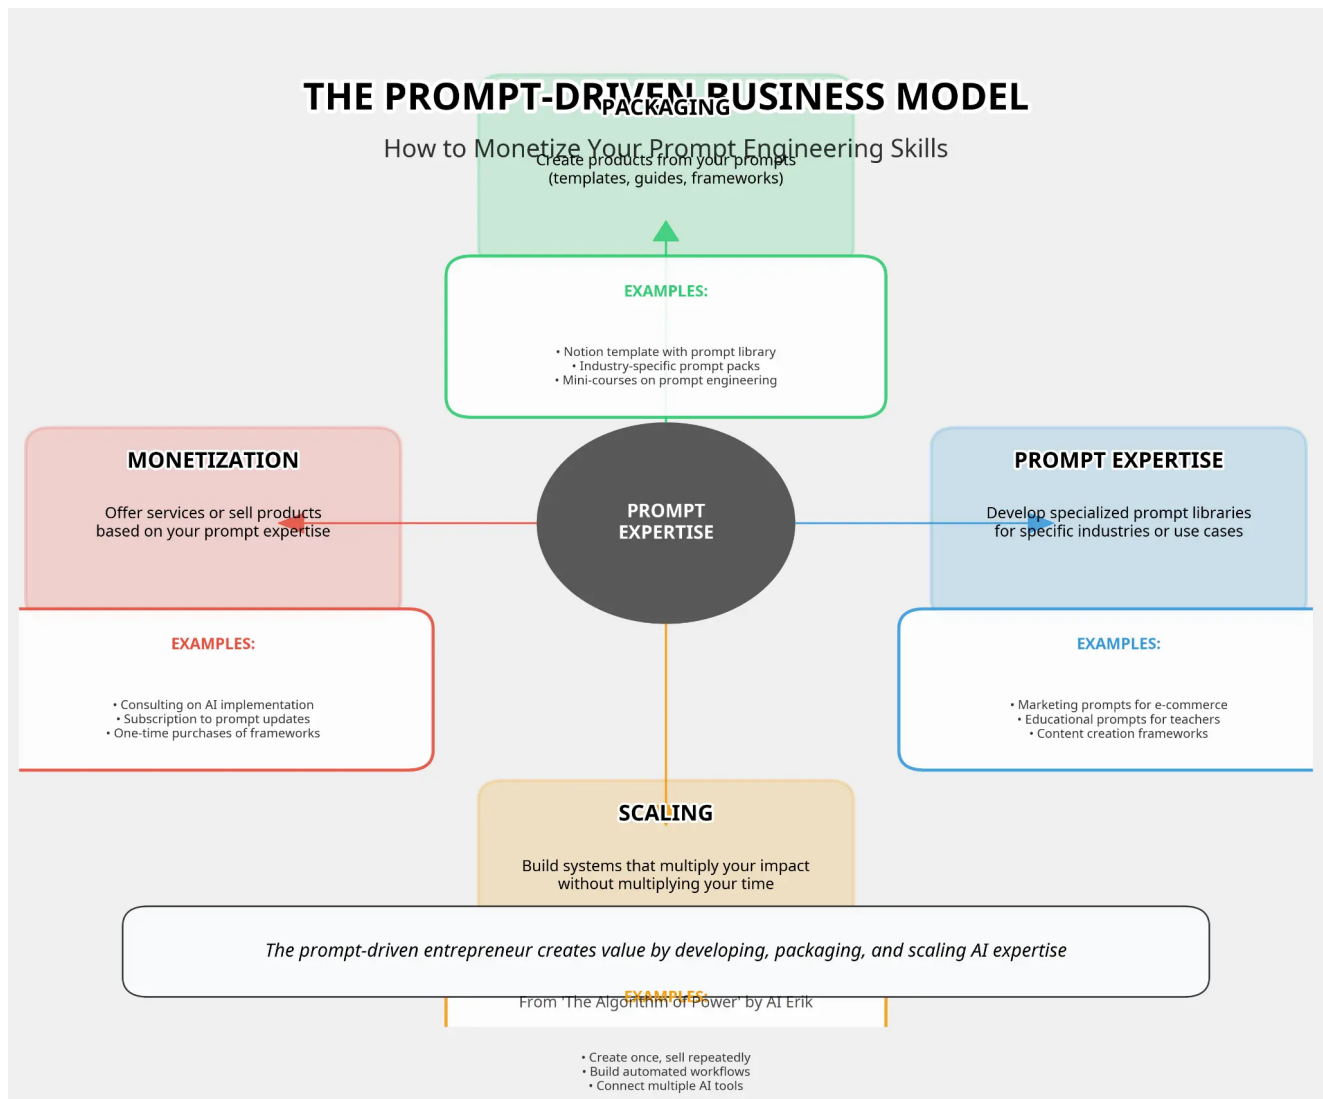 THE PROMPT-DRIVEN BUSINESS MODEL
PACKAGING
How to Monetize Your Prompt Engineering Skills
Create products from your prompts
(templates, guides, frameworks)
EXAMPLES:
• Notion template with prompt library
• Industry-specific prompt packs
• Mini-courses on prompt engineering
MONETIZATION
Offer services or sell products
based on your prompt expertise
EXAMPLES:
• Consulting on AI implementation
• Subscription to prompt updates
• One-time purchases of frameworks
PROMPT
EXPERTISE
PROMPT EXPERTISE
Develop specialized prompt libraries
for specific industries or use cases
EXAMPLES:
• Marketing prompts for e-commerce
• Educational prompts for teachers
• Content creation frameworks
SCALING
Build systems that multiply your impact
without multiplying your time
The prompt-driven entrepreneur creates value by developing, packaging, and scaling AI expertise
EXAMPLES:
From 'The Algorithm of Power' by AI Erik
• Create once, sell repeatedly
• Build automated workflows
• Connect multiple AI tools